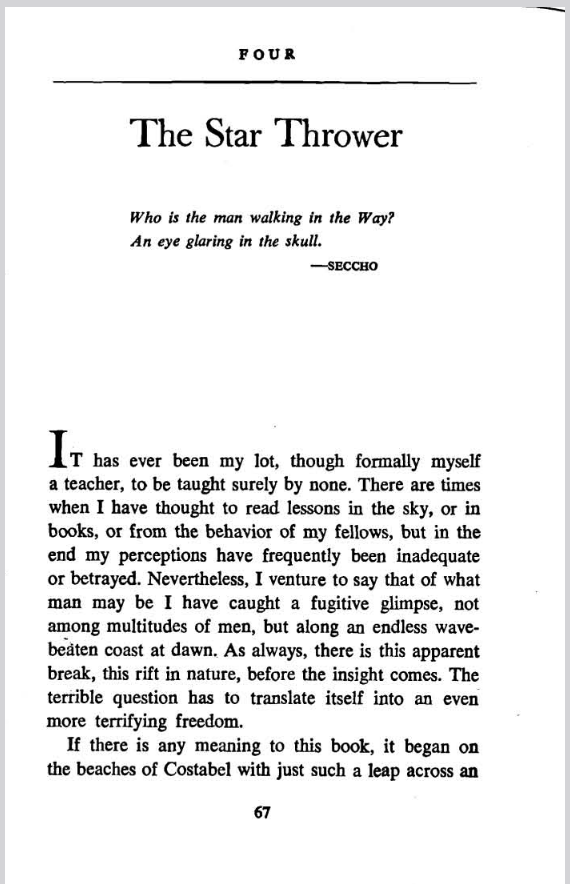 FOUR
The Star Thrower
Who is the man walking in the Way?
An eye glaring in the skull.
—SECCHO
IT has ever been my lot, though formally myself
a teacher, to be taught surely by none. There are times
when I have thought to read lessons in the sky, or in
books, or from the behavior of my fellows, but in the
end my perceptions have frequently been inadequate
or betrayed. Nevertheless, I venture to say that of what
man may be I have caught a fugitive glimpse, not
among multitudes of men, but along an endless wave-
beaten coast at dawn. As always, there is this apparent
break, this rift in nature, before the insight comes. The
terrible question has to translate itself into an even
more terrifying freedom.
If there is any meaning to this book, it began on
the beaches of Costabel with just such a leap across an
67